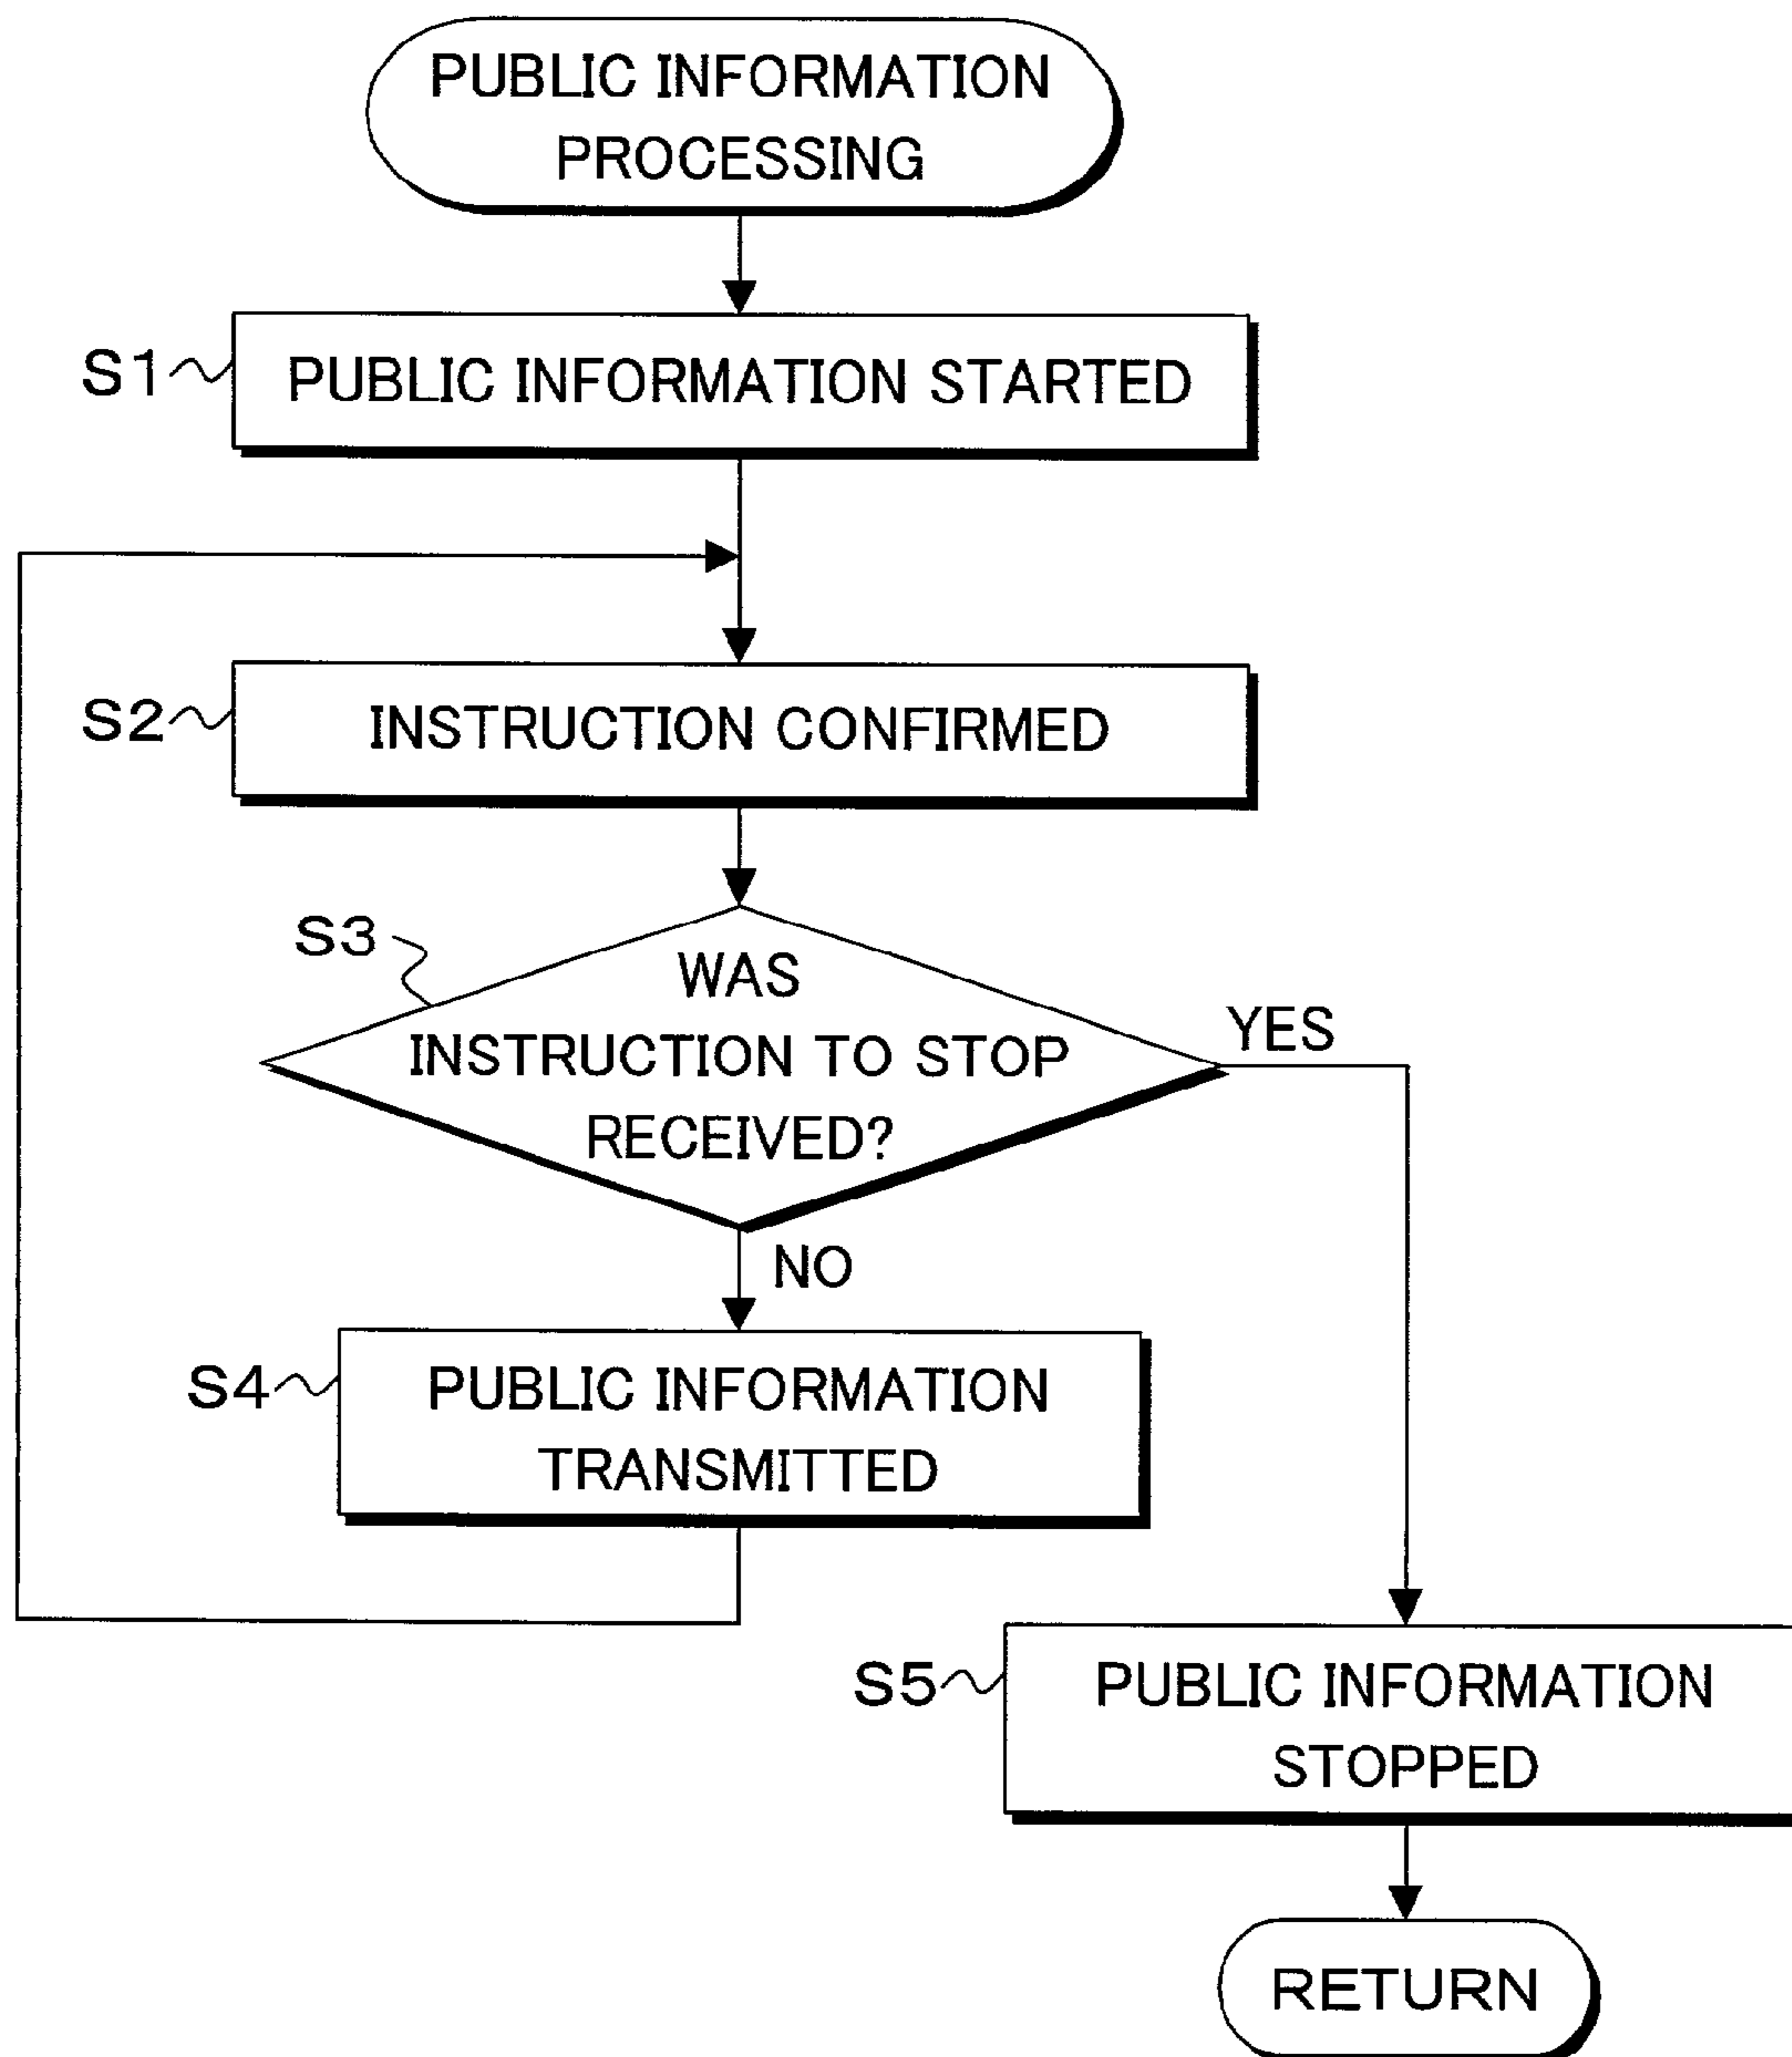 PUBLIC INFORMATION
PROCESSING
S1
PUBLIC INFORMATION STARTED
S2
INSTRUCTION CONFIRMED
S3
WAS
INSTRUCTION TO STOP
RECEIVED?
YES
NO
S4
PUBLIC INFORMATION
TRANSMITTED
S5
PUBLIC INFORMATION
STOPPED
RETURN